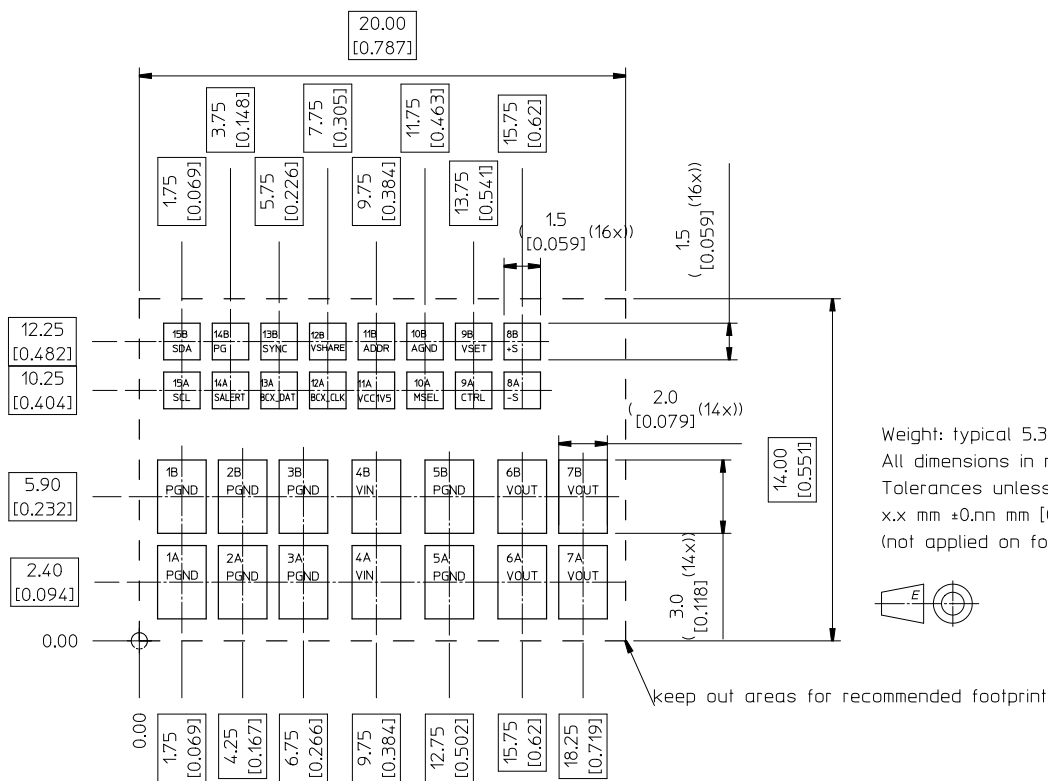 20.00
[0.787]
3.75
[0.148]
7.75
[0.305]
11.75
[0.463]
15.75
[0.62]
1.75
[0.069]
5.75
[0.226]
9.75
[0.384]
13.75
[0.541]
( 1.5 [0.059] (16x))
( 1.5 [0.059] (16x))
12.25
[0.482]
15B SDA
14B PG
13B SYNC
12B VSHARE
11B ADDR
10B AGND
9B VSET
8B +S
10.25
[0.404]
15A SCL
14A SALERT
13A BCX_DAT
12A BCX_CLK
11A VCC1V5
10A MSEL
9A CTRL
8A -S
( 2.0 [0.079] (14x))
14.00
[0.551]
5.90
[0.232]
1B PGND
2B PGND
3B PGND
4B VIN
5B PGND
6B VOUT
7B VOUT
2.40
[0.094]
1A PGND
2A PGND
3A PGND
4A VIN
5A PGND
6A VOUT
7A VOUT
( 3.0 [0.118] (14x))
Weight: typical 5.3
All dimensions in
Tolerances unless
x.x mm ±0.nn mm
(not applied on
E
0.00
keep out areas for recommended footprint
0.00
1.75
[0.069]
4.25
[0.167]
6.75
[0.266]
9.75
[0.384]
12.75
[0.502]
15.75
[0.62]
18.25
[0.719]